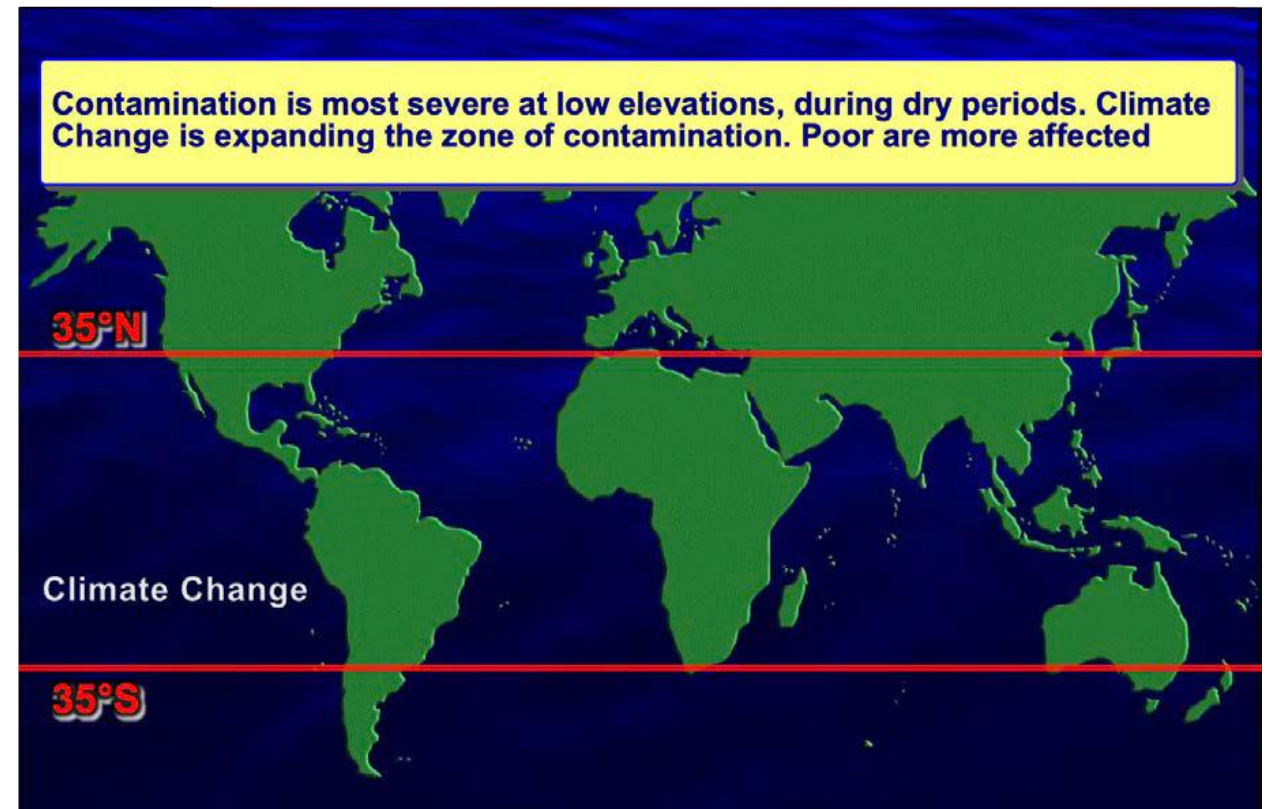 Contamination is most severe at low elevations, during dry periods. Climate
Change is expanding the zone of contamination. Poor are more affected
35°N
Climate Change
35°S